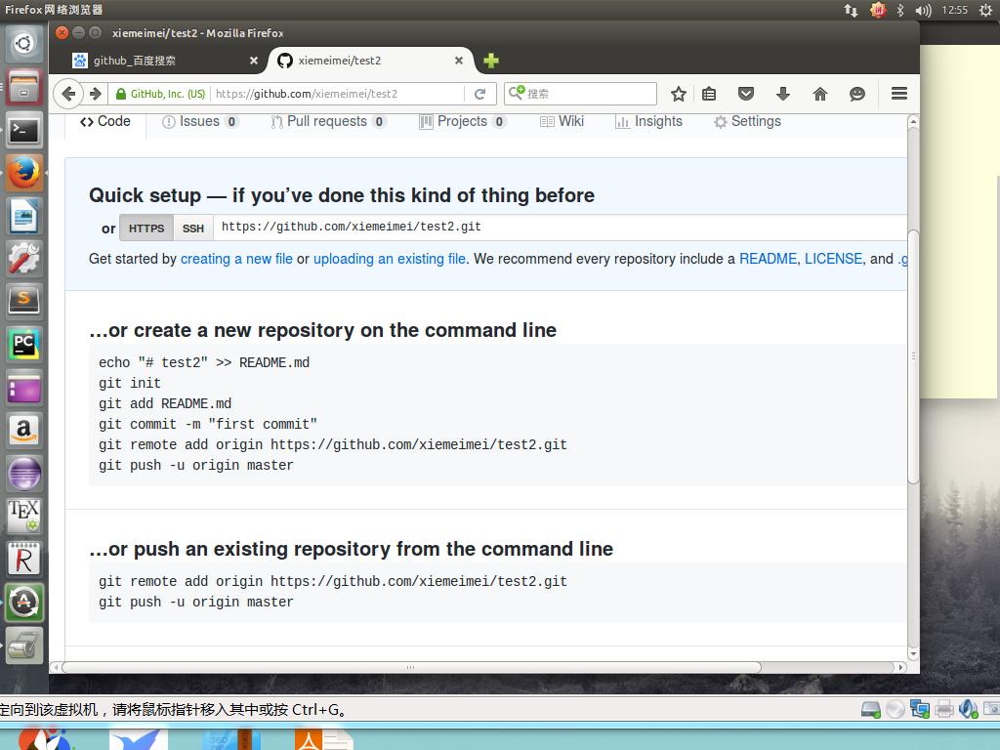 Firefox 网络浏览器
拼
12:55
xiemeimei/test2 - Mozilla Firefox
github_百度搜索
xiemeimei/test2
GitHub, Inc. (US)
https://github.com/xiemeimei/test2
搜索
Code
Issues 0
Pull requests 0
Projects 0
Wiki
Insights
Settings
Quick setup — if you’ve done this kind of thing before
or HTTPS SSH https://github.com/xiemeimei/test2.git
Get started by creating a new file or uploading an existing file. We recommend every repository include a README, LICENSE, and .g
…or create a new repository on the command line
echo "# test2" >> README.md
git init
git add README.md
git commit -m "first commit"
git remote add origin https://github.com/xiemeimei/test2.git
git push -u origin master
…or push an existing repository from the command line
git remote add origin https://github.com/xiemeimei/test2.git
git push -u origin master
S
PC
a
TEX
R
A
定向到该虚拟机，请将鼠标指针移入其中或按 Ctrl+G。
360